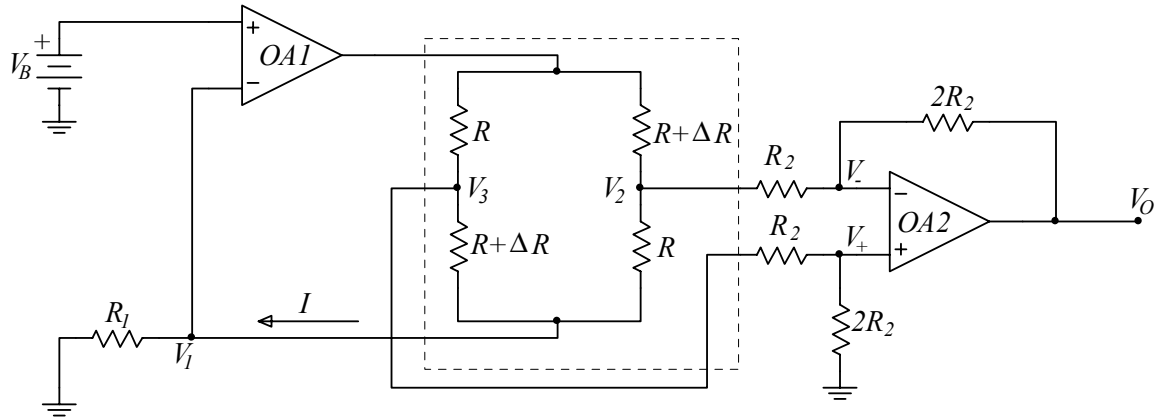 +
V_B
+
OA1
−
R
R+ΔR
2R_2
V_3
V_2
R_2
V_-
−
OA2
V_O
R_2
V_+
+
R+ΔR
R
I
R_1
2R_2
V_1